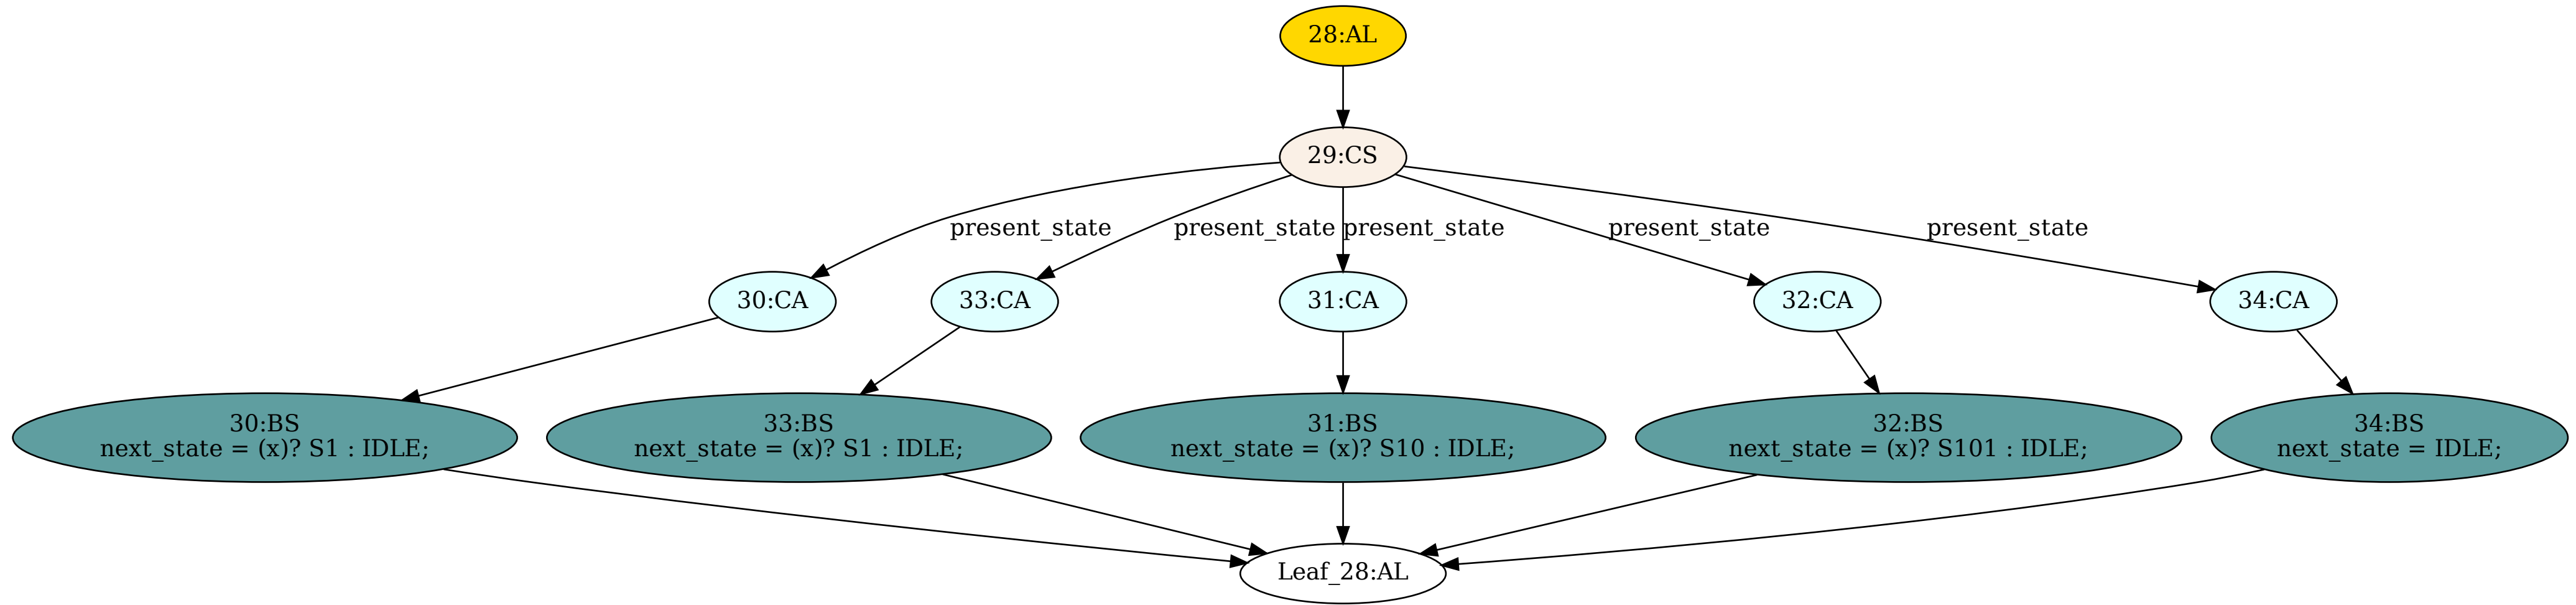 28:AL
29:CS
present_state present_state present_state present_state present_state
30:CA 33:CA 31:CA 32:CA 34:CA
30:BS
next_state = (x)? S1 : IDLE;
33:BS
next_state = (x)? S1 : IDLE;
31:BS
next_state = (x)? S10 : IDLE;
32:BS
next_state = (x)? S101 : IDLE;
34:BS
next_state = IDLE;
Leaf_28:AL